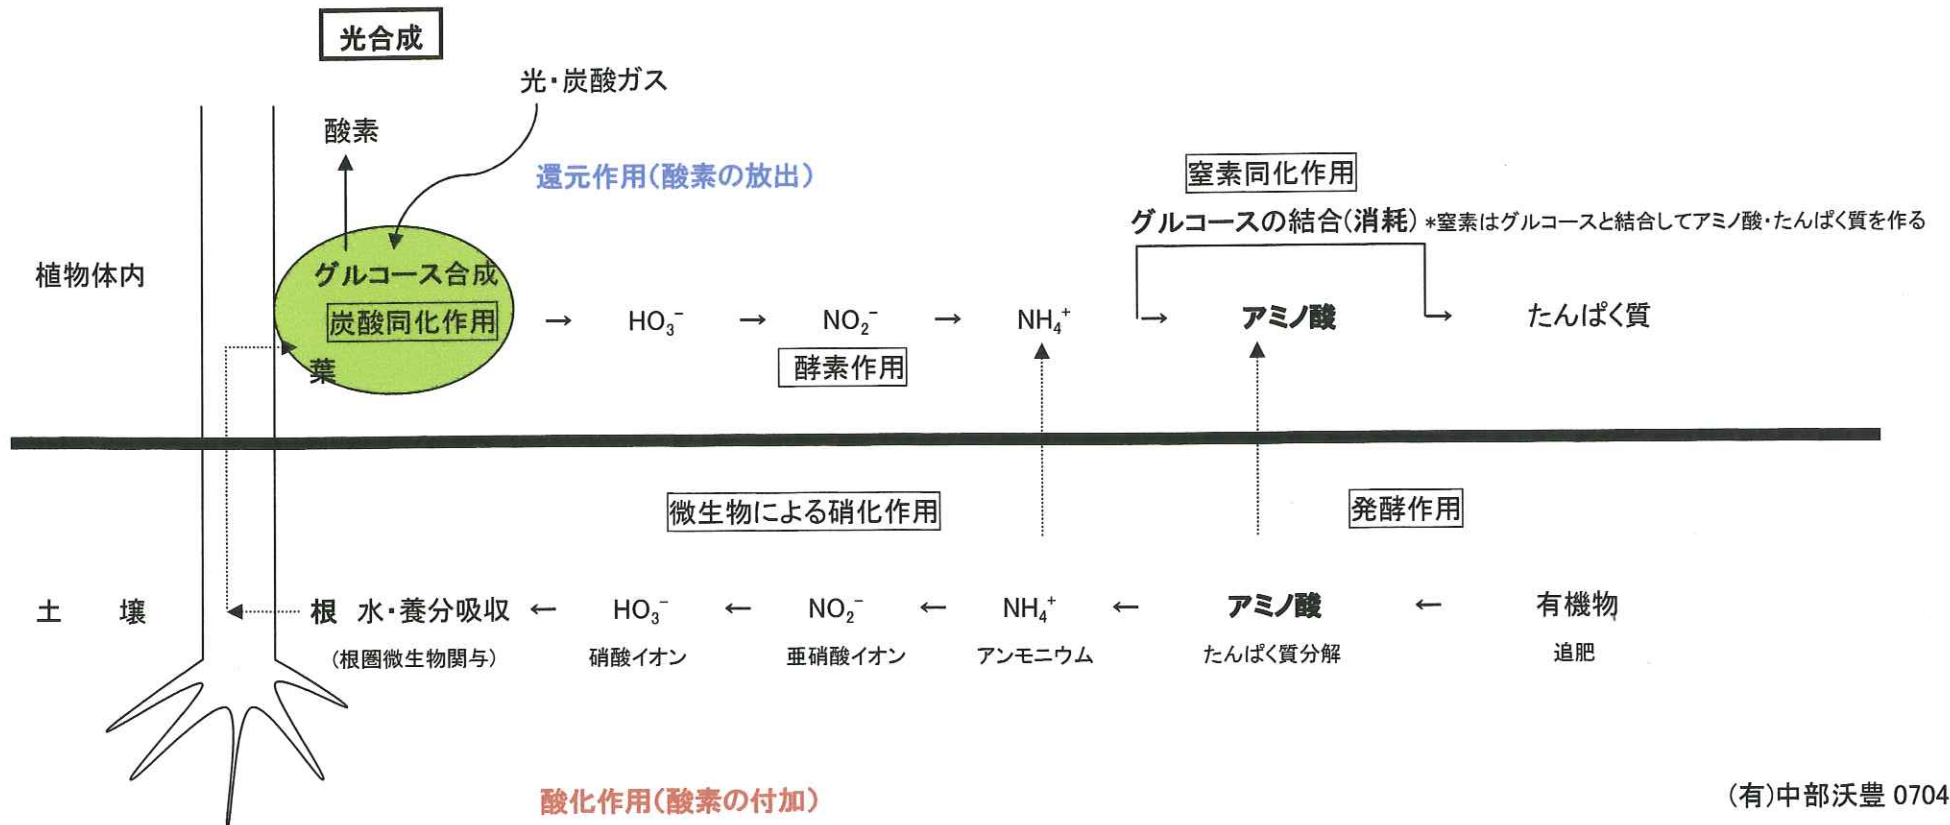 光合成
光・炭酸ガス
酸素
還元作用(酸素の放出)
窒素同化作用
グルコースの結合(消耗) *窒素はグルコースと結合してアミノ酸・たんぱく質を作る
植物体内
グルコース合成
炭酸同化作用 → HO₃⁻ → NO₂⁻ → NH₄⁺ → アミノ酸 → たんぱく質
酵素作用
葉
微生物による硝化作用
発酵作用
土 壌
根 水・養分吸収 ← HO₃⁻ ← NO₂⁻ ← NH₄⁺ ← アミノ酸 ← 有機物
(根圏微生物関与) 硝酸イオン 亜硝酸イオン アンモニウム たんぱく質分解 追肥
酸化作用(酸素の付加)
(有)中部沃豊 0704